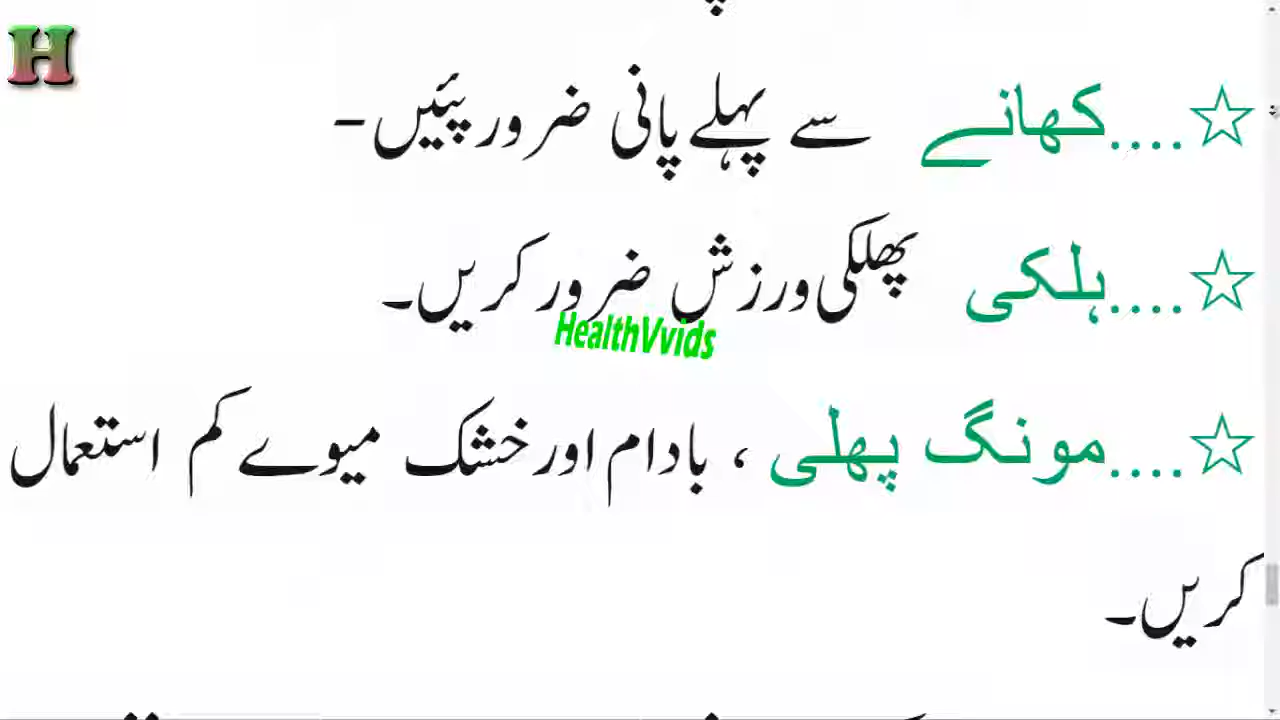 H
☆....کھانے سے پہلے پانی ضرور پئیں۔
☆....ہلکی پھلکی ورزش ضرور کریں۔
HealthVvids
☆....مونگ پھلی ، بادام اور خشک میوے کم استعمال
کریں۔